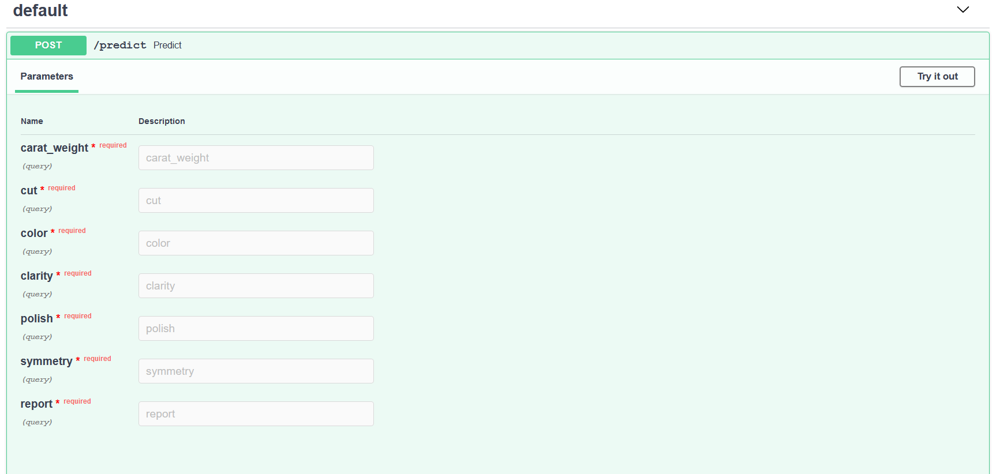 default
POST /predict Predict
Parameters Try it out
Name Description
carat_weight * required
(query)
carat_weight
cut * required
(query)
cut
color * required
(query)
color
clarity * required
(query)
clarity
polish * required
(query)
polish
symmetry * required
(query)
symmetry
report * required
(query)
report